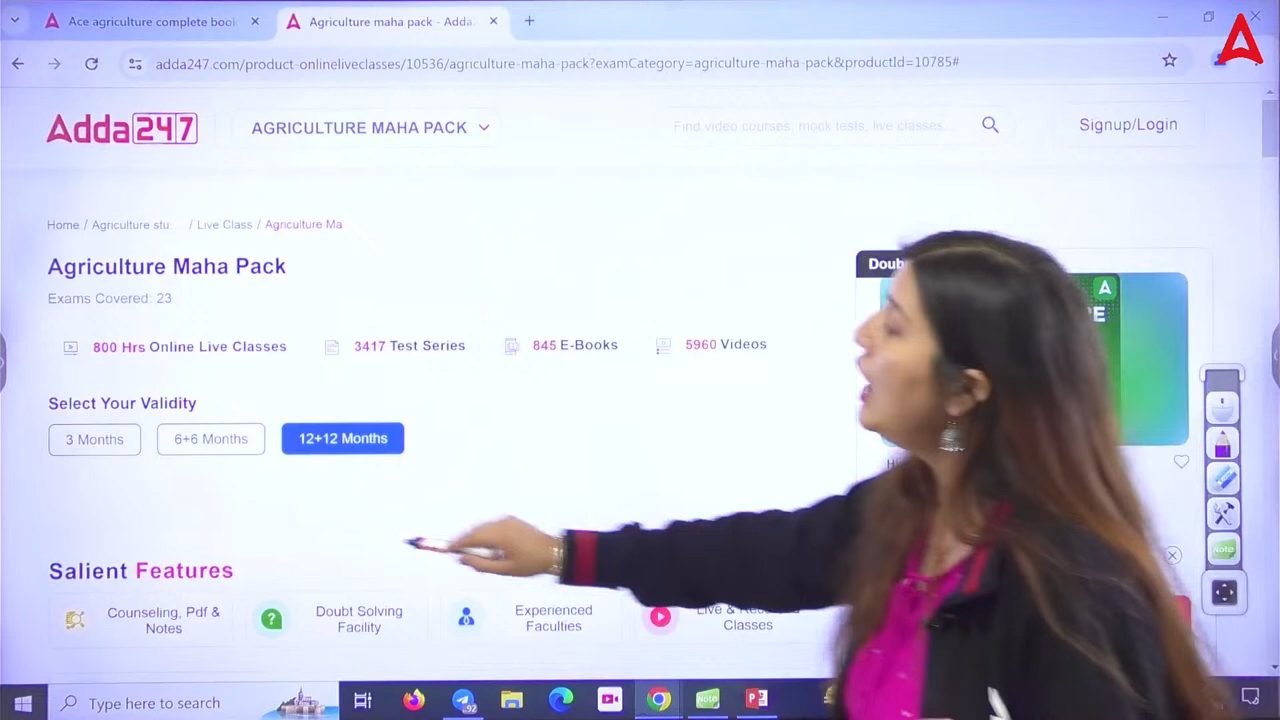 Ace agriculture complete book
Agriculture maha pack - Adda
adda247.com/product-onlineliveclasses/10536/agriculture-maha-pack?examCategory=agriculture-maha-pack&productId=10785#
Adda247
AGRICULTURE MAHA PACK
Find video courses, mock tests, live classes...
Signup/Login
Home / Agriculture stu / Live Class / Agriculture Ma
Agriculture Maha Pack
Exams Covered: 23
800 Hrs Online Live Classes
3417 Test Series
845 E-Books
5960 Videos
Select Your Validity
3 Months
6+6 Months
12+12 Months
Salient Features
Counseling, Pdf &
Notes
Doubt Solving
Facility
Experienced
Faculties
Classes
Note
Type here to search
92
Note